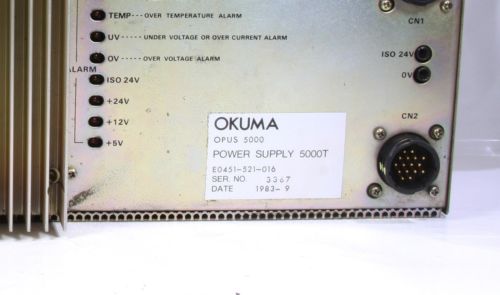 TEMP --- OVER TEMPERATURE ALARM
UV ----- UNDER VOLTAGE OR OVER CURRENT ALARM
OV ----- OVER VOLTAGE ALARM
ALARM
ISO 24V
+24V
+12V
+5V
CN1
ISO 24V
0V
CN2
OKUMA
OPUS 5000
POWER SUPPLY 5000T
E0451-521-016
SER. NO. 3367
DATE 1983-9